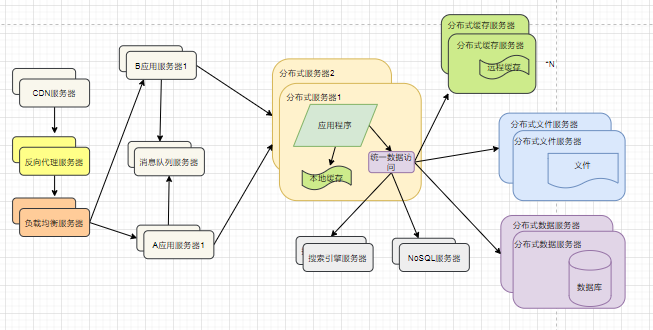 CDN服务器
反向代理服务器
负载均衡服务器
B应用服务器1
消息队列服务器
A应用服务器1
分布式服务器2
分布式服务器1
应用程序
本地缓存
统一数据访
问
搜索引擎服务器
NoSQL服务器
分布式缓存服务器
分布式缓存服务器
远程缓存
*N
分布式文件服务器
分布式文件服务器
文件
分布式数据服务器
分布式数据服务器
数据库